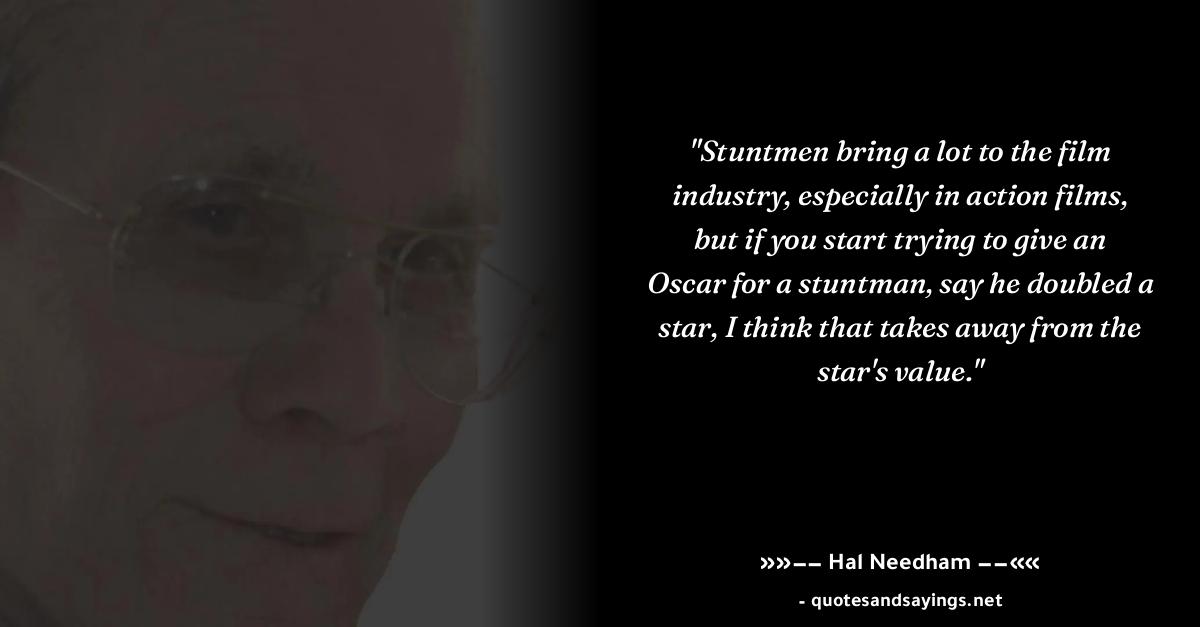 "Stuntmen bring a lot to the film
industry, especially in action films,
but if you start trying to give an
Oscar for a stuntman, say he doubled a
star, I think that takes away from the
star's value."
»»−− Hal Needham −−««
- quotesandsayings.net